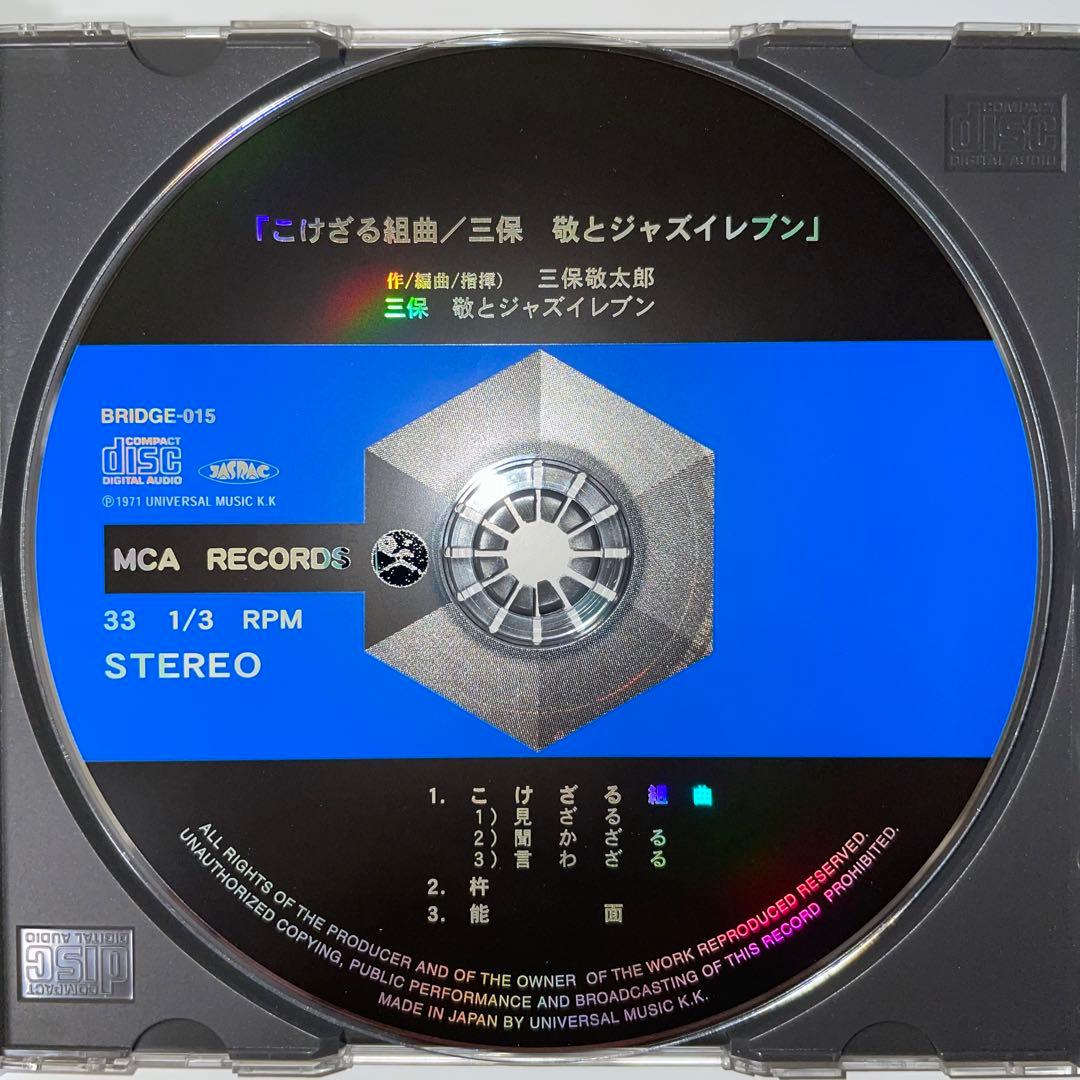 COMPACT
disc
DIGITAL AUDIO
『こけざる組曲／三保　敬とジャズイレブン』
作/編曲/指揮）　三保敬太郎
三保　敬とジャズイレブン
BRIDGE-015
COMPACT
disc
DIGITAL AUDIO
JASRAC
Ⓟ1971 UNIVERSAL MUSIC K.K
MCA RECORDS
33 1/3 RPM
STEREO
1. こけざる組曲
1）見ざる
2）聞かざる
3）言わざる
2. 杵
3. 能面
ALL RIGHTS OF THE PRODUCER AND OF THE OWNER OF THE WORK REPRODUCED RESERVED.
UNAUTHORIZED COPYING, PUBLIC PERFORMANCE AND BROADCASTING OF THIS RECORD PROHIBITED.
MADE IN JAPAN BY UNIVERSAL MUSIC K.K.
COMPACT
disc
DIGITAL AUDIO